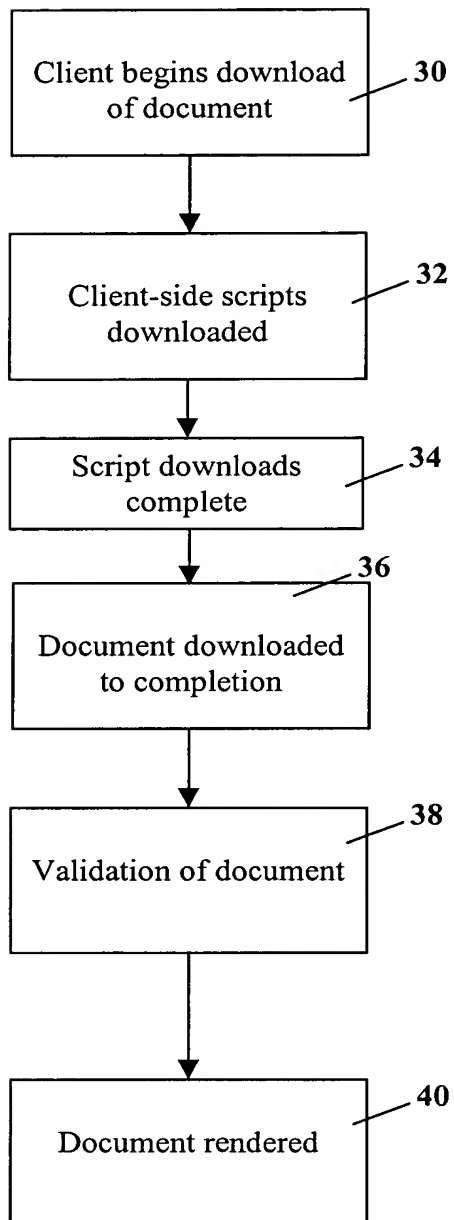 Client begins download
of document
30
Client-side scripts
downloaded
32
Script downloads
complete
34
36
Document downloaded
to completion
38
Validation of document
40
Document rendered